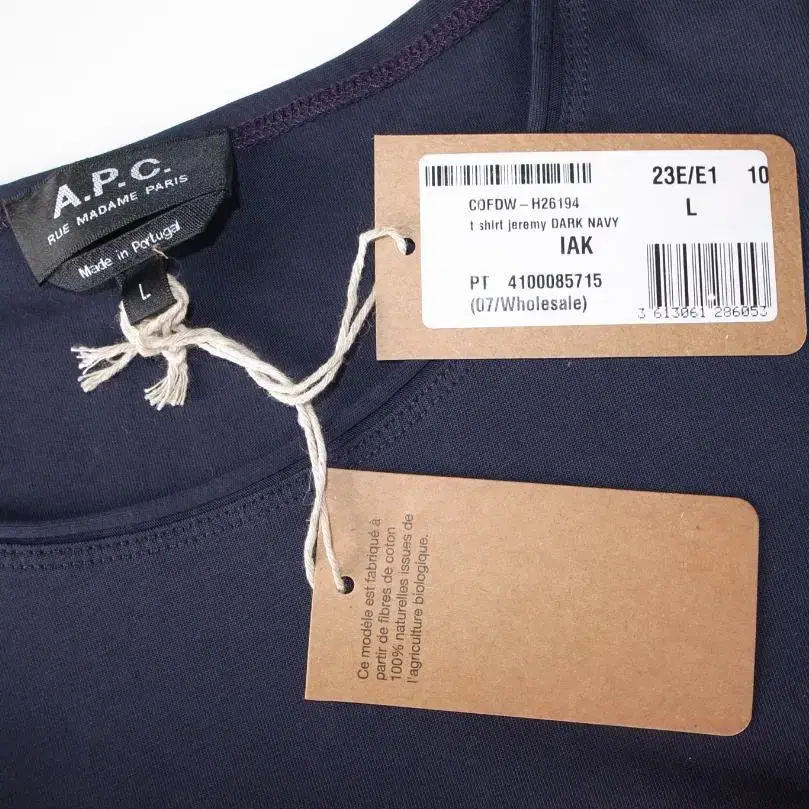 A.P.C.
RUE MADAME PARIS
Made in Portugal
L
23E/E1 10
COFDW-H26194
L
t shirt jeremy DARK NAVY
IAK
PT 4100085715
(07/Wholesale)
3 613061 286053
Ce modèle est fabriqué à
partir de fibres de coton
100% naturelles issues de
l'agriculture biologique.